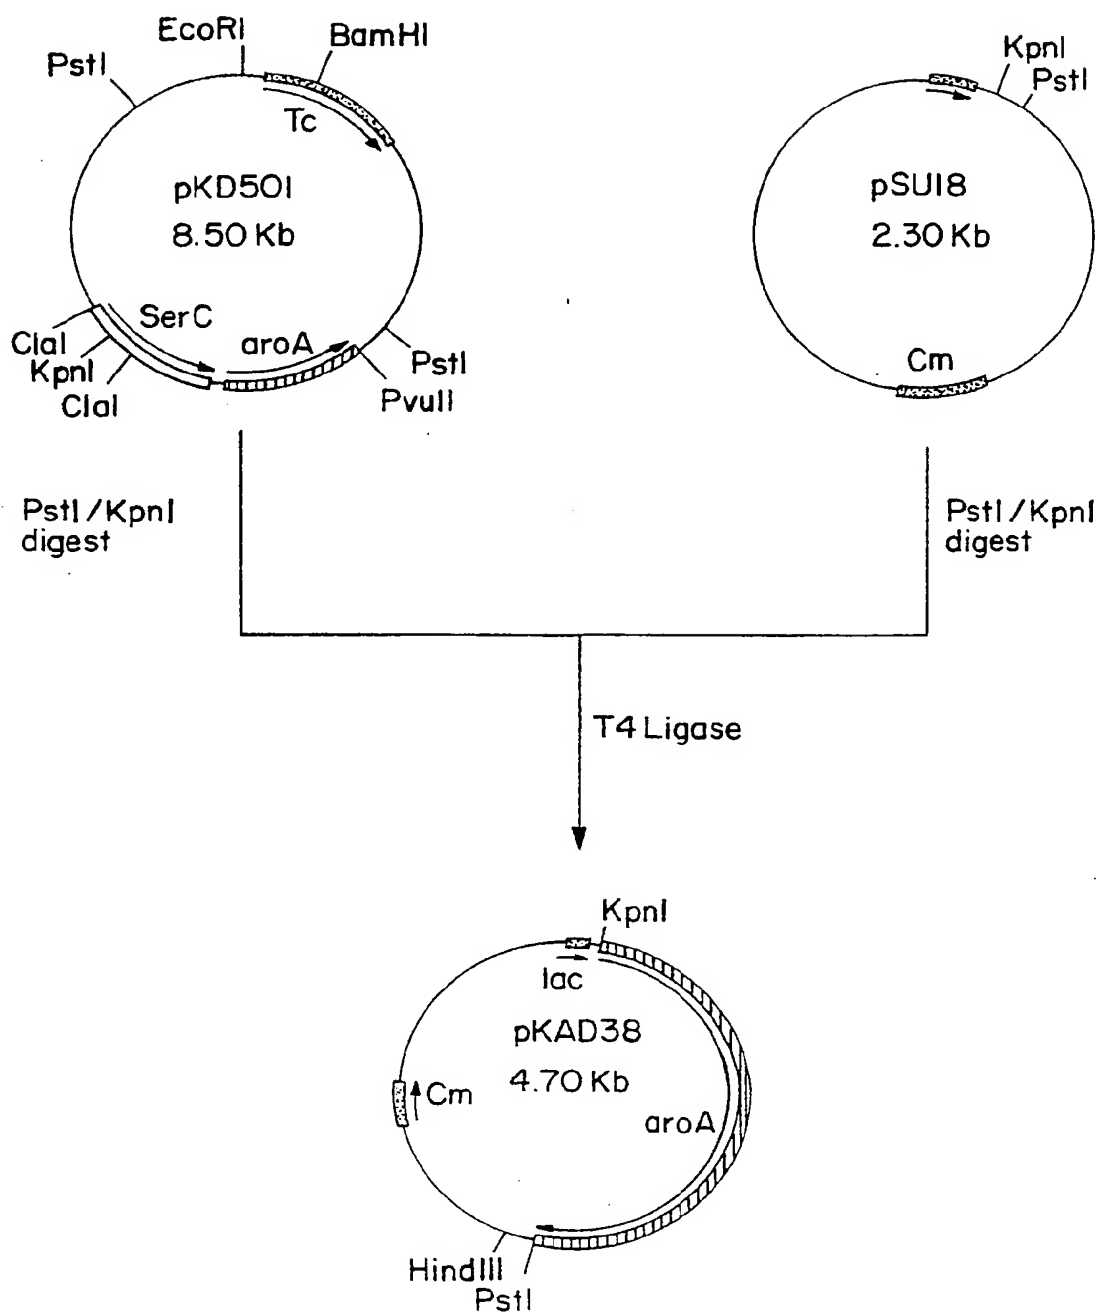 EcoRI
BamHI
PstI
Tc
pKD501
8.50 Kb
SerC
aroA
ClaI
KpnI
ClaI
PstI
PvuII
KpnI
PstI
pSU18
2.30 Kb
Cm
PstI/KpnI
digest
PstI/KpnI
digest
T4 Ligase
KpnI
lac
pKAD38
4.70 Kb
Cm
aroA
HindIII
PstI